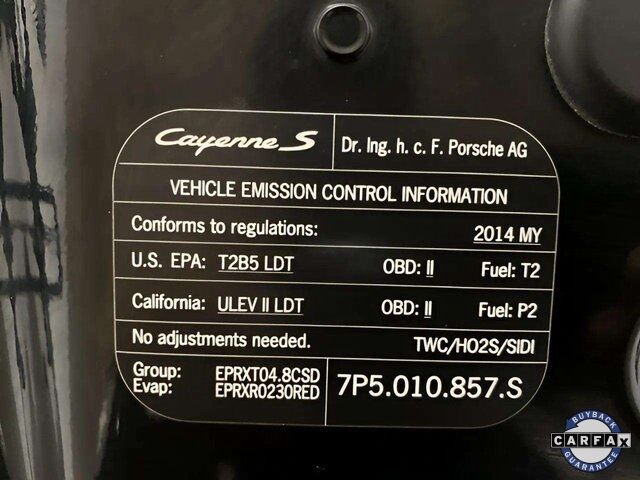 Cayenne S
Dr. Ing. h. c. F. Porsche AG
VEHICLE EMISSION CONTROL INFORMATION
Conforms to regulations: 2014 MY
U.S. EPA: T2B5 LDT OBD: II Fuel: T2
California: ULEV II LDT OBD: II Fuel: P2
No adjustments needed. TWC/HO2S/SIDI
Group: EPRXT04.8CSD
Evap: EPRXR0230RED
7P5.010.857.S
BUYBACK
CARFAX
GUARANTEE